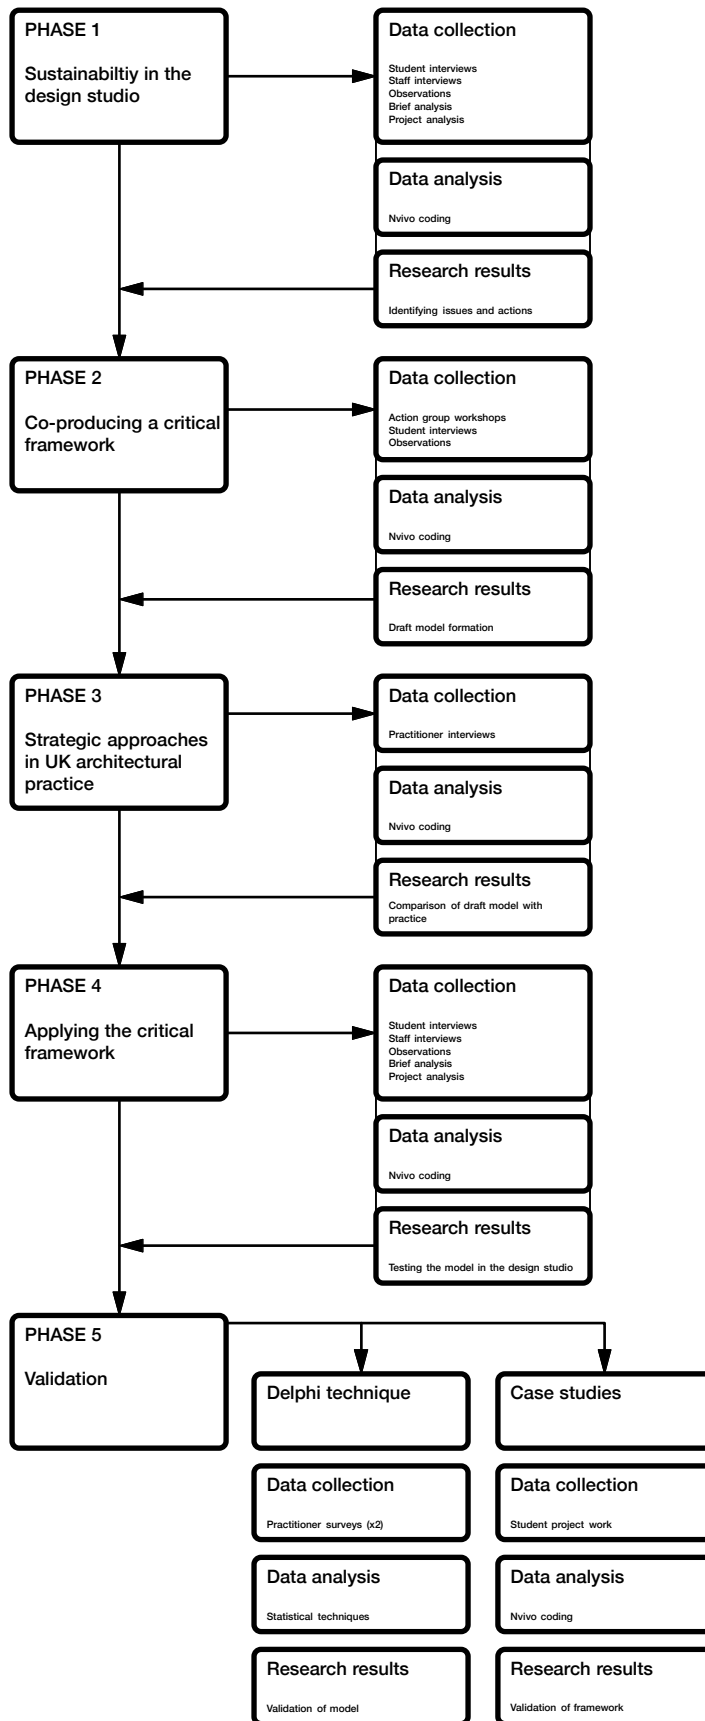 PHASE 1
Sustainabiltiy in the
design studio
Data collection
Student interviews
Staff interviews
Observations
Brief analysis
Project analysis
Data analysis
Nvivo coding
Research results
Identifying issues and actions
PHASE 2
Co-producing a critical
framework
Data collection
Action group workshops
Student interviews
Observations
Data analysis
Nvivo coding
Research results
Draft model formation
PHASE 3
Strategic approaches
in UK architectural
practice
Data collection
Practitioner interviews
Data analysis
Nvivo coding
Research results
Comparison of draft model with
practice
PHASE 4
Applying the critical
framework
Data collection
Student interviews
Staff interviews
Observations
Brief analysis
Project analysis
Data analysis
Nvivo coding
Research results
Testing the model in the design studio
PHASE 5
Validation
Delphi technique
Data collection
Practitioner surveys (x2)
Data analysis
Statistical techniques
Research results
Validation of model
Case studies
Data collection
Student project work
Data analysis
Nvivo coding
Research results
Validation of framework